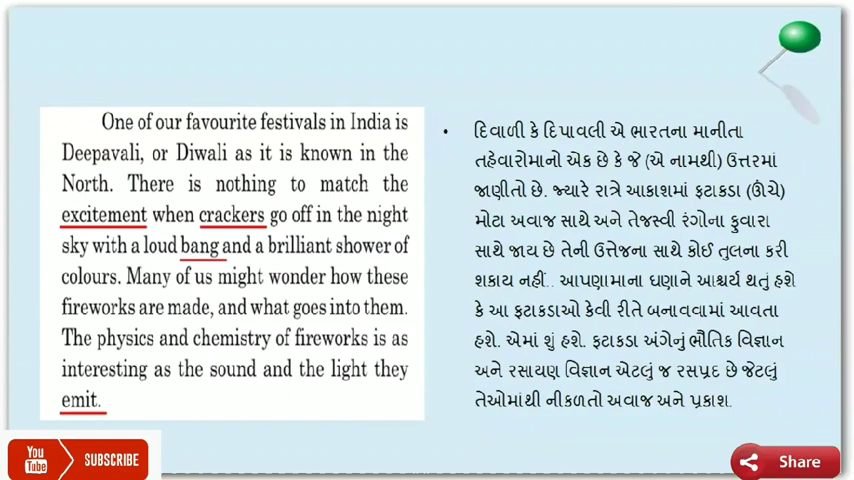 One of our favourite festivals in India is
Deepavali, or Diwali as it is known in the
North. There is nothing to match the
excitement when crackers go off in the night
sky with a loud bang and a brilliant shower of
colours. Many of us might wonder how these
fireworks are made, and what goes into them.
The physics and chemistry of fireworks is as
interesting as the sound and the light they
emit.
• દિવાળી કે દિપાવલી એ ભારતના માનીતા
તહેવારોમાનો એક છે કે જે (એ નામથી) ઉત્તરમાં
જાણીતો છે. જ્યારે રાત્રે આકાશમાં ફટાકડા (ઊંચે)
મોટા અવાજ સાથે અને તેજસ્વી રંગોના ફુવારા
સાથે જાય છે તેની ઉત્તેજના સાથે કોઈ તુલના કરી
શકાય નહીં.. આપણામાના ઘણાને આશ્ચર્ય થતું હશે
કે આ ફટાકડાઓ કેવી રીતે બનાવવામાં આવતા
હશે. એમાં શું હશે. ફટાકડા અંગેનું ભૌતિક વિજ્ઞાન
અને રસાયણ વિજ્ઞાન એટલું જ રસપ્રદ છે જેટલું
તેઓમાંથી નીકળતો અવાજ અને પ્રકાશ.
You
Tube
SUBSCRIBE
Share